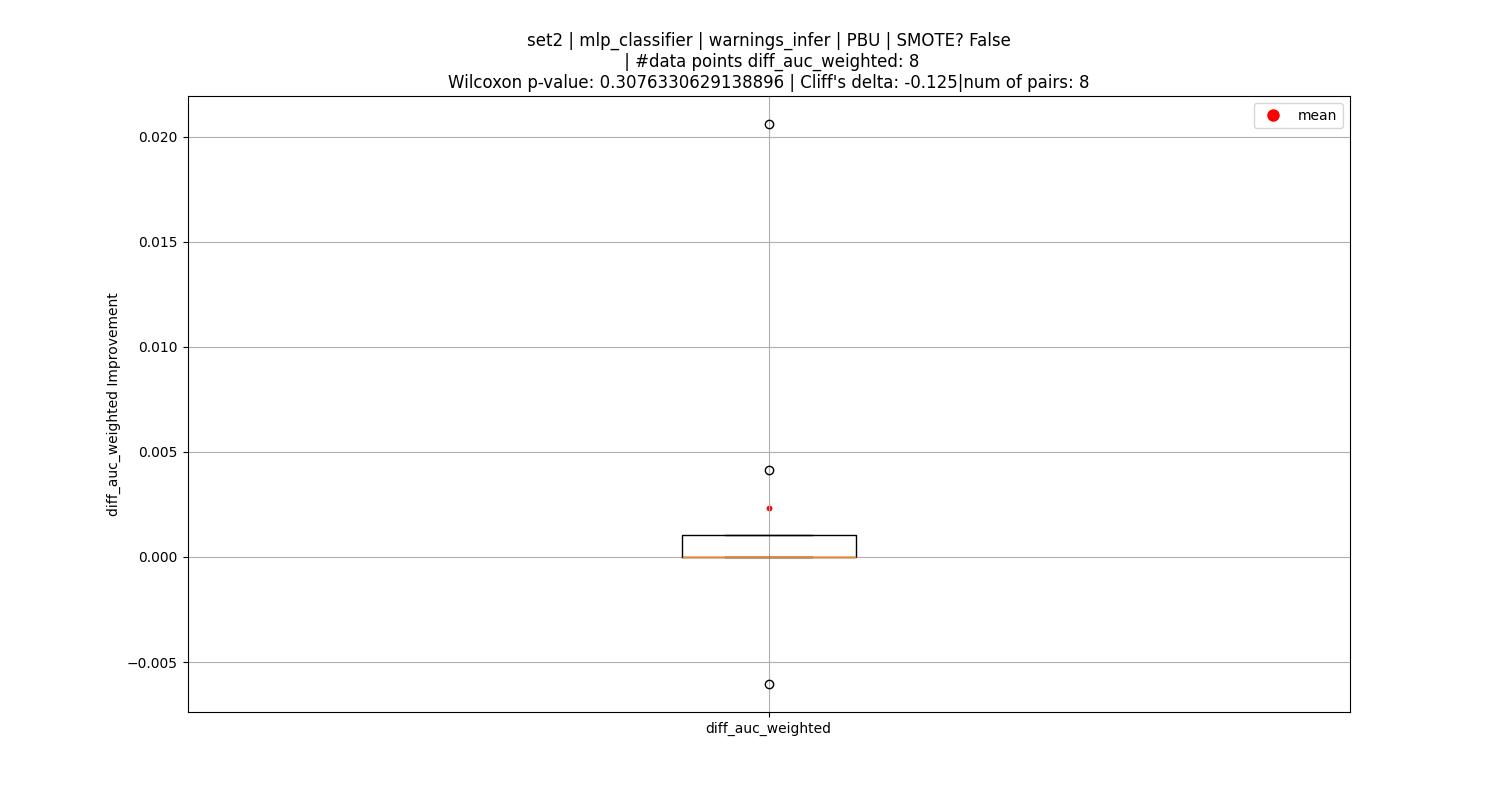 set2 | mlp_classifier | warnings_infer | PBU | SMOTE? False
| #data points diff_auc_weighted: 8
Wilcoxon p-value: 0.3076330629138896 | Cliff's delta: -0.125|num of pairs: 8
mean
0.020
0.015
0.010
0.005
0.000
−0.005
diff_auc_weighted Improvement
diff_auc_weighted